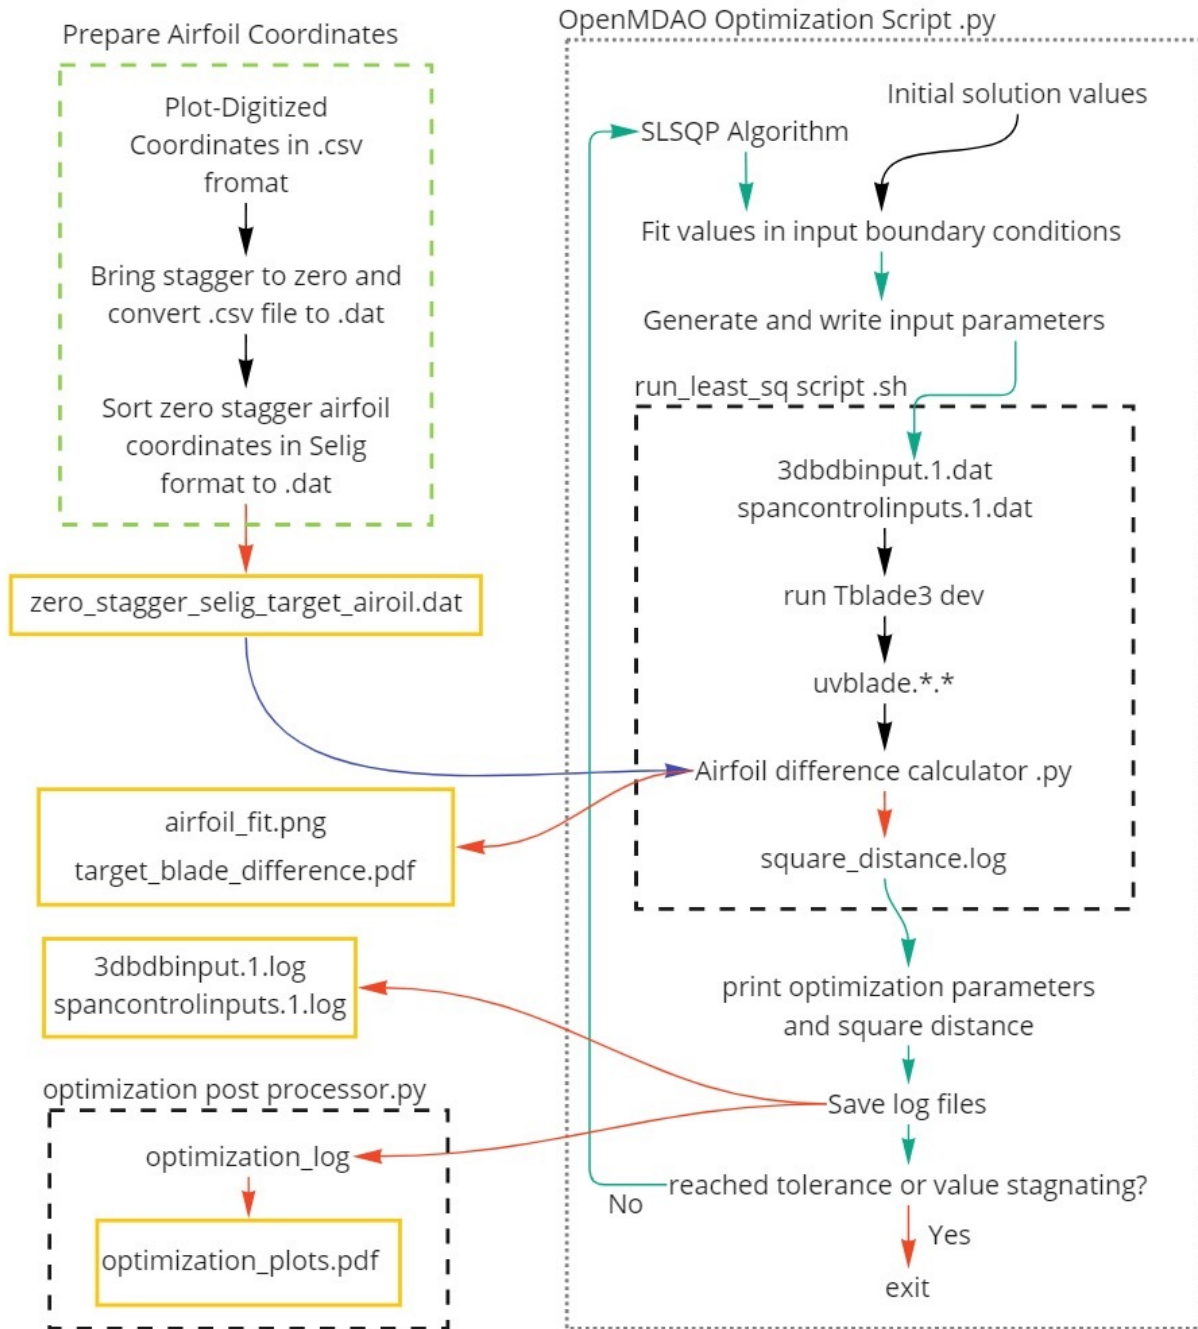 Prepare Airfoil Coordinates
Plot-Digitized
Coordinates in .csv
fromat
Bring stagger to zero and
convert .csv file to .dat
Sort zero stagger airfoil
coordinates in Selig
format to .dat
zero_stagger_selig_target_airoil.dat
airfoil_fit.png
target_blade_difference.pdf
3dbdbinput.1.log
spancontrolinputs.1.log
optimization post processor.py
optimization_log
optimization_plots.pdf
OpenMDAO Optimization Script .py
Initial solution values
SLSQP Algorithm
Fit values in input boundary conditions
Generate and write input parameters
run_least_sq script .sh
3dbdbinput.1.dat
spancontrolinputs.1.dat
run Tblade3 dev
uvblade.*.*
Airfoil difference calculator .py
square_distance.log
print optimization parameters
and square distance
Save log files
reached tolerance or value stagnating?
No
Yes
exit